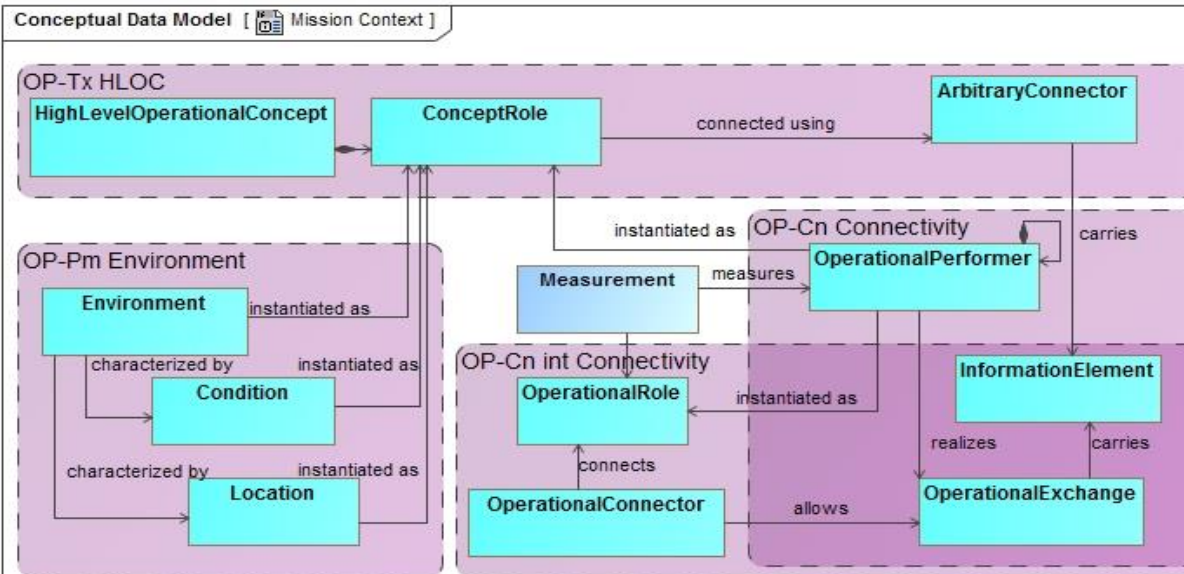 Conceptual Data Model [ Mission Context ]
OP-Tx HLOC
HighLevelOperationalConcept
ConceptRole
ArbitraryConnector
connected using
instantiated as
OP-Cn Connectivity
carries
OP-Pm Environment
OperationalPerformer
Measurement
measures
Environment
instantiated as
characterized by
instantiated as
OP-Cn int Connectivity
Condition
OperationalRole
InformationElement
instantiated as
realizes
carries
characterized by
instantiated as
connects
Location
OperationalConnector
allows
OperationalExchange